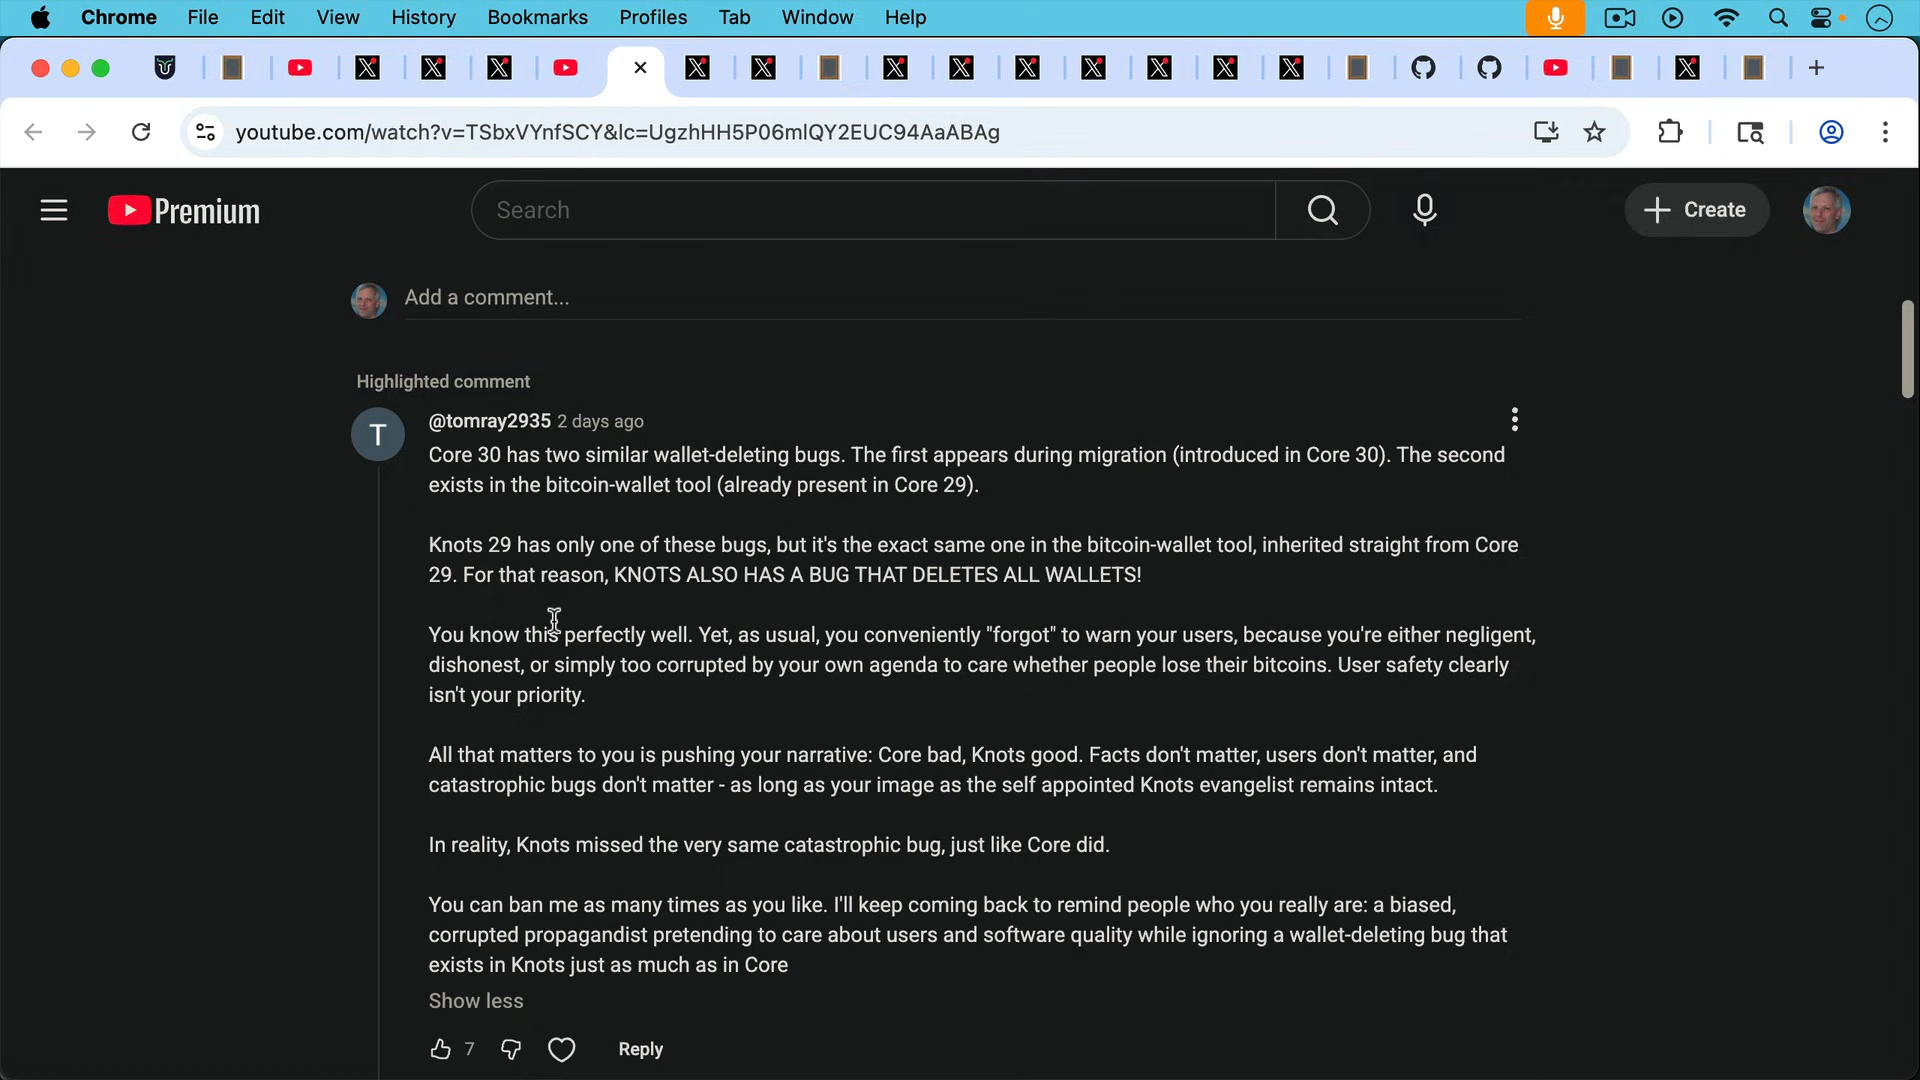 Chrome File Edit View History Bookmarks Profiles Tab Window Help
youtube.com/watch?v=TSbxVYnfSCY&lc=UgzhHH5P06mlQY2EUC94AaABAg
Premium
Search
Create
Add a comment...
Highlighted comment
T
@tomray2935 2 days ago
Core 30 has two similar wallet-deleting bugs. The first appears during migration (introduced in Core 30). The second
exists in the bitcoin-wallet tool (already present in Core 29).
Knots 29 has only one of these bugs, but it's the exact same one in the bitcoin-wallet tool, inherited straight from Core
29. For that reason, KNOTS ALSO HAS A BUG THAT DELETES ALL WALLETS!
You know this perfectly well. Yet, as usual, you conveniently "forgot" to warn your users, because you're either negligent,
dishonest, or simply too corrupted by your own agenda to care whether people lose their bitcoins. User safety clearly
isn't your priority.
All that matters to you is pushing your narrative: Core bad, Knots good. Facts don't matter, users don't matter, and
catastrophic bugs don't matter - as long as your image as the self appointed Knots evangelist remains intact.
In reality, Knots missed the very same catastrophic bug, just like Core did.
You can ban me as many times as you like. I'll keep coming back to remind people who you really are: a biased,
corrupted propagandist pretending to care about users and software quality while ignoring a wallet-deleting bug that
exists in Knots just as much as in Core
Show less
7
Reply